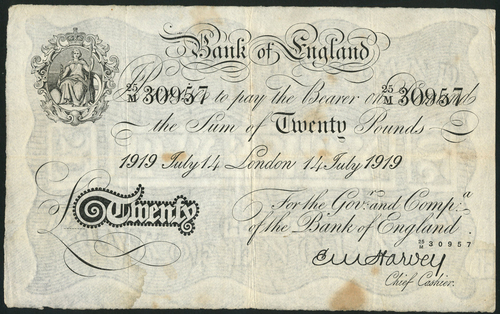 Bank of England
25/M 30957 25/M 30957
I Promise to pay the Bearer on Demand
the Sum of Twenty Pounds
1919 July 14 London 14 July 1919
For the Govr. and Compa.
£ Twenty of the Bank of England.
25/M 30957
E M Harvey
Chief Cashier.